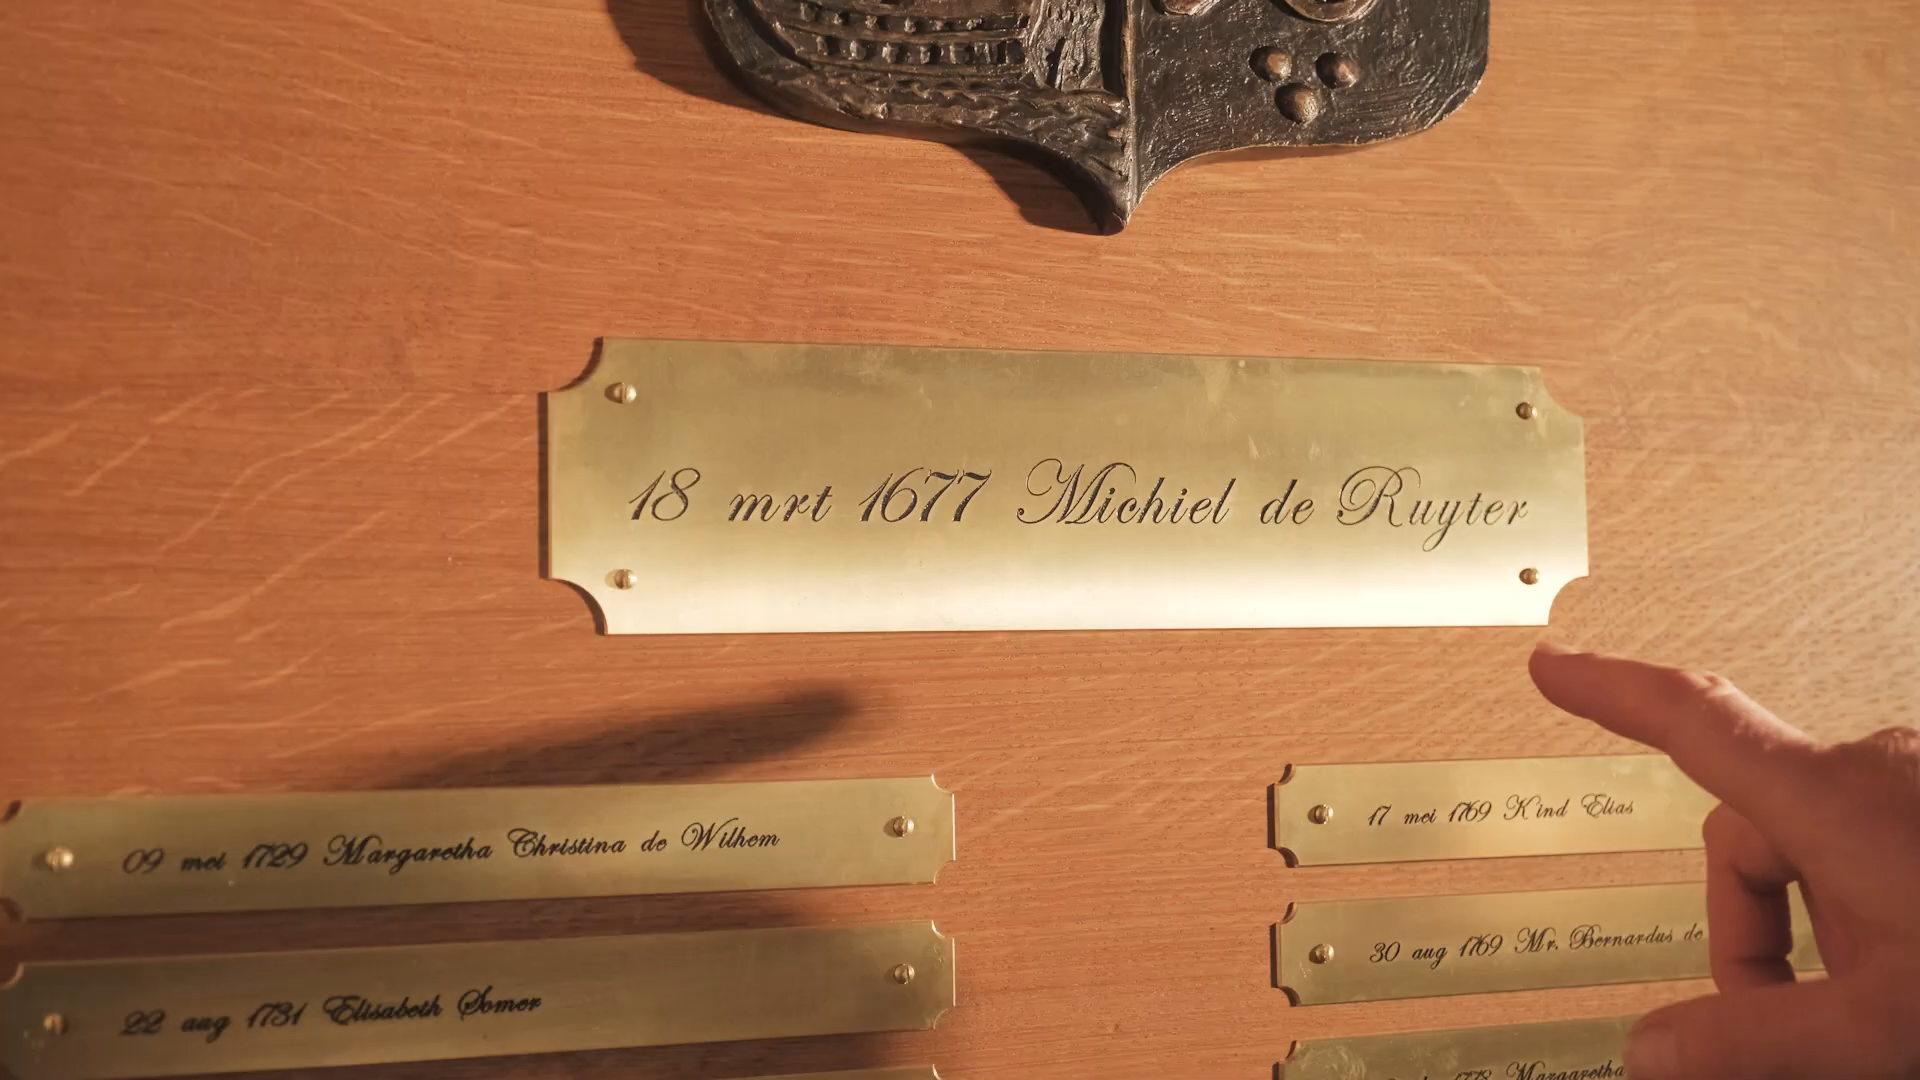 18 mrt 1677 Michiel de Ruyter
09 mei 1729 Margaretha Christina de Wilhem
22 aug 1731 Elisabeth Somer
17 mei 1769 Kind Elias
30 aug 1769 Mr. Bernardus de
Margaretha